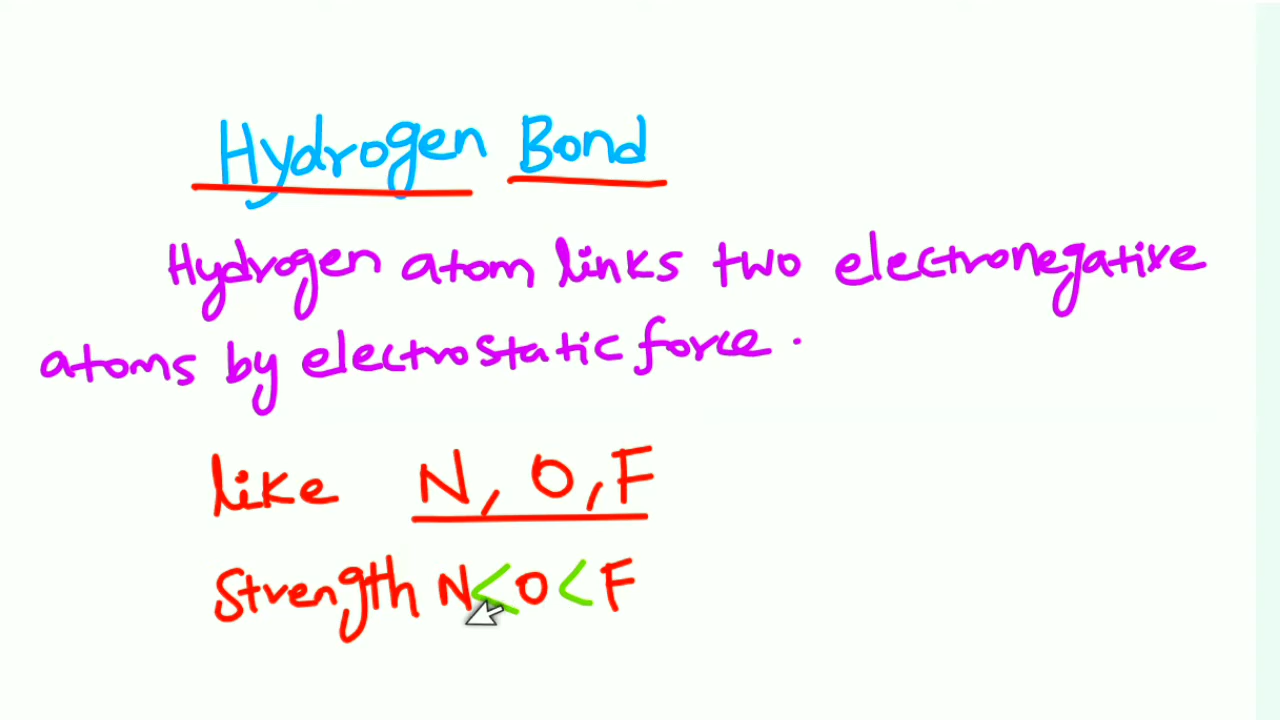 Hydrogen Bond
Hydrogen atom links two electronegative
atoms by electrostatic force.
like N, O, F
Strength N < O < F